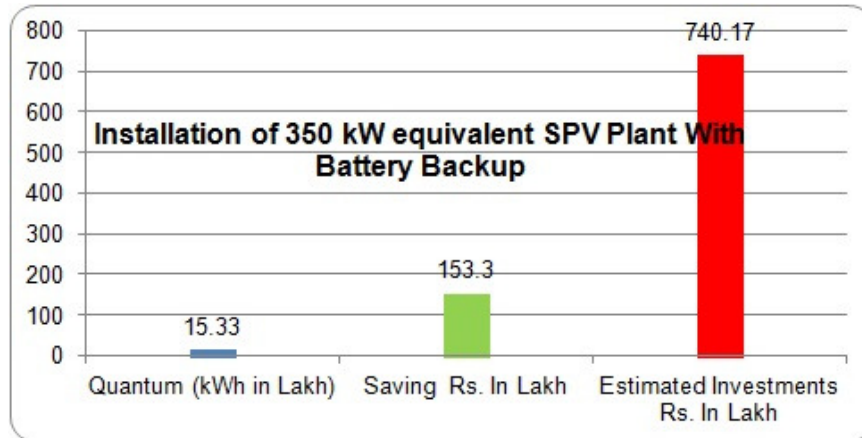 800
740.17
700
600
Installation of 350 kW equivalent SPV Plant With
500
Battery Backup
400
300
200
153.3
100
15.33
0
Quantum (kWh in Lakh)
Saving Rs. In Lakh
Estimated Investments
Rs. In Lakh